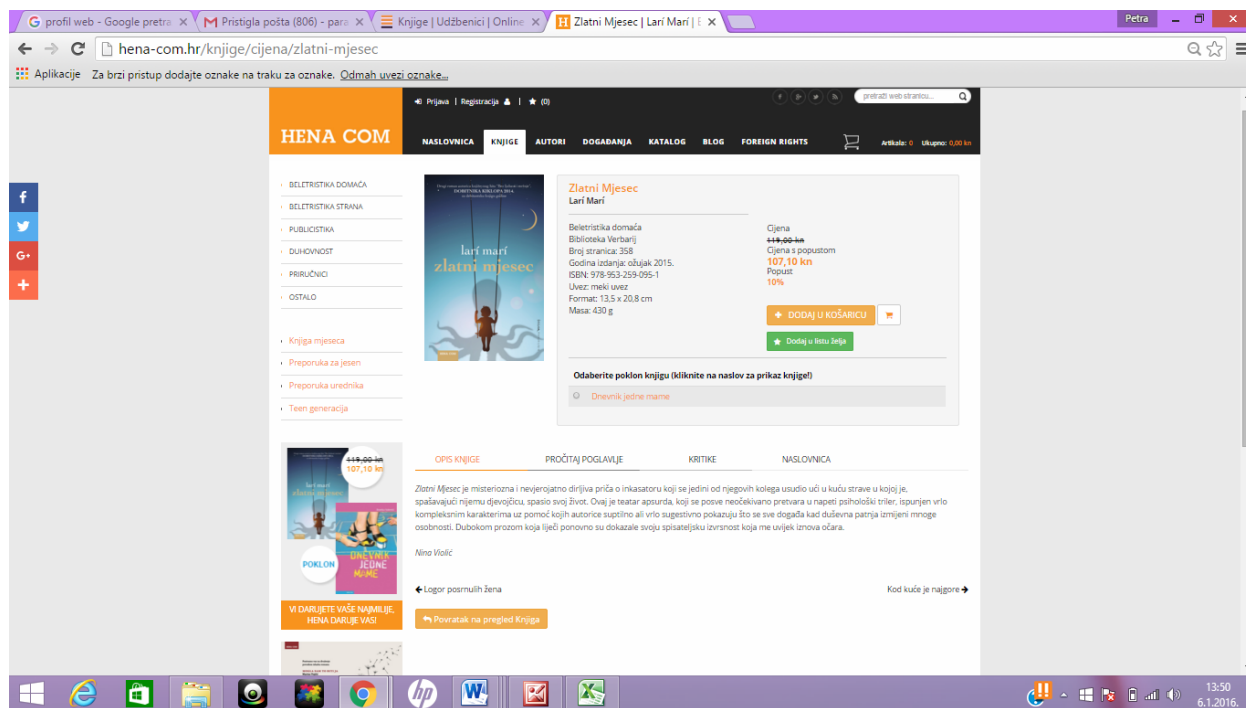 profil web - Google pretra
Pristigla pošta (806) - para
Knjige | Udžbenici | Online
Zlatni Mjesec | Larí Marí | E
Petra
hena-com.hr/knjige/cijena/zlatni-mjesec
Aplikacije Za brzi pristup dodajte oznake na traku za oznake. Odmah uvezi oznake...
Prijava | Registracija | (0)
pretraži web stranicu...
HENA COM
NASLOVNICA KNJIGE AUTORI DOGAĐANJA KATALOG BLOG FOREIGN RIGHTS
Artikala: 0 Ukupno: 0,00 kn
BELETRISTIKA DOMAĆA
BELETRISTIKA STRANA
PUBLICISTIKA
DUHOVNOST
PRIRUČNICI
OSTALO
Knjiga mjeseca
Preporuka za jesen
Preporuka urednika
Teen generacija
larí marí
zlatni mjesec
Zlatni Mjesec
Larí Marí
Beletristika domaća
Biblioteka Verbarij
Broj stranica: 358
Godina izdanja: ožujak 2015.
ISBN: 978-953-259-095-1
Uvez: meki uvez
Format: 13,5 x 20,8 cm
Masa: 430 g
Cijena
119,00 kn
Cijena s popustom
107,10 kn
Popust
10%
DODAJ U KOŠARICU
Dodaj u listu želja
Odaberite poklon knjigu (kliknite na naslov za prikaz knjige!)
Dnevnik jedne mame
119,00 kn
107,10 kn
larí marí
zlatni mjesec
POKLON
DNEVNIK
JEDNE
MAME
VI DARUJETE VAŠE NAJMILIJE,
HENA DARUJE VAS!
OPIS KNJIGE PROČITAJ POGLAVLJE KRITIKE NASLOVNICA
Zlatni Mjesec je misteriozna i nevjerojatno dirljiva priča o inkasatoru koji se jedini od njegovih kolega usudio ući u kuću strave u kojoj je,
spašavajući nijemu djevojčicu, spasio svoj život. Ovaj je teatar apsurda, koji se posve neočekivano pretvara u napeti psihološki triler, ispunjen vrlo
kompleksnim karakterima uz pomoć kojih autorice suptilno ali vrlo sugestivno pokazuju što se sve događa kad duševna patnja izmijeni mnoge
osobnosti. Dubokom prozom koja liječi ponovno su dokazale svoju spisateljsku izvrsnost koja me uvijek iznova očara.
Nina Violić
Logor posrnulih žena
Kod kuće je najgore
Povratak na pregled Knjiga
13:50
6.1.2016.